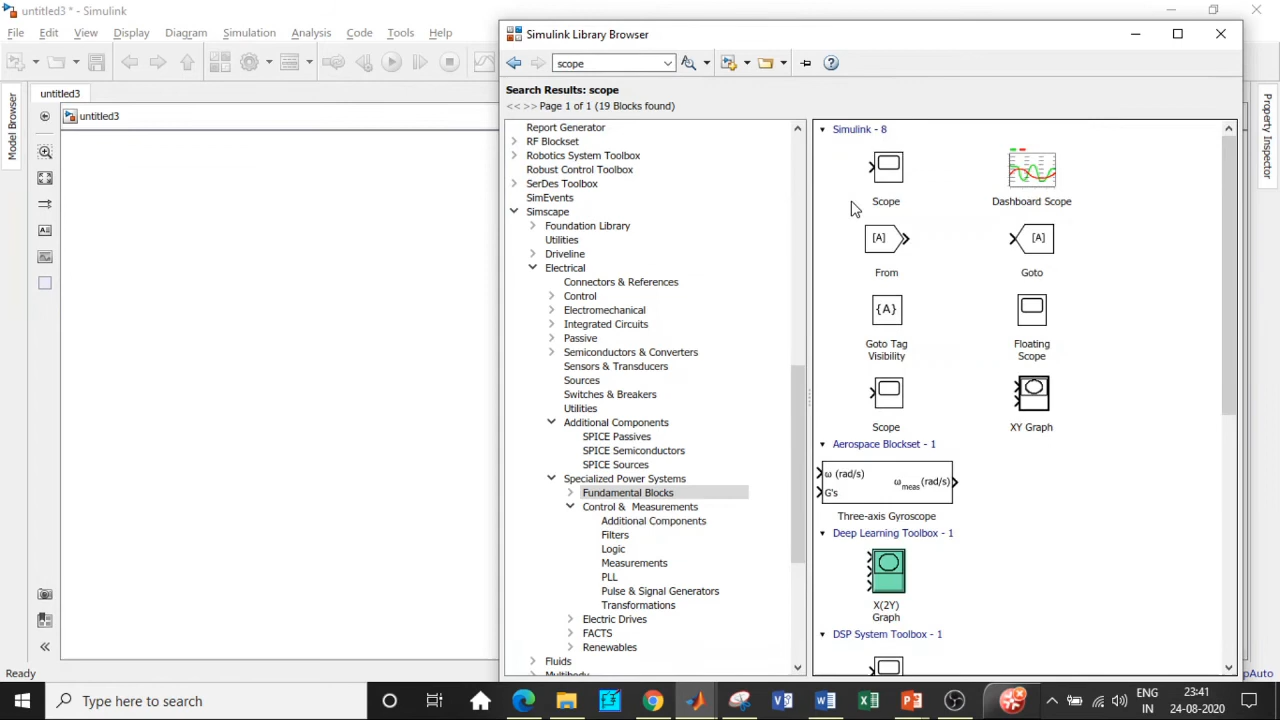 untitled3 * - Simulink
File Edit View Display Diagram Simulation Analysis Code Tools Help
untitled3
untitled3
Model Browser
Property Inspector
Ready
Simulink Library Browser
scope
Search Results: scope
<< >> Page 1 of 1 (19 Blocks found)
Report Generator
RF Blockset
Robotics System Toolbox
Robust Control Toolbox
SerDes Toolbox
SimEvents
Simscape
Foundation Library
Utilities
Driveline
Electrical
Connectors & References
Control
Electromechanical
Integrated Circuits
Passive
Semiconductors & Converters
Sensors & Transducers
Sources
Switches & Breakers
Utilities
Additional Components
SPICE Passives
SPICE Semiconductors
SPICE Sources
Specialized Power Systems
Fundamental Blocks
Control & Measurements
Additional Components
Filters
Logic
Measurements
PLL
Pulse & Signal Generators
Transformations
Electric Drives
FACTS
Renewables
Fluids
Multibody
Simulink - 8
Scope
Dashboard Scope
[A]
From
[A]
Goto
{A}
Goto Tag
Visibility
Floating
Scope
Scope
XY Graph
Aerospace Blockset - 1
ω (rad/s)
G's
ωmeas(rad/s)
Three-axis Gyroscope
Deep Learning Toolbox - 1
X(2Y)
Graph
DSP System Toolbox - 1
pAuto
Type here to search
ENG
IN
23:41
24-08-2020